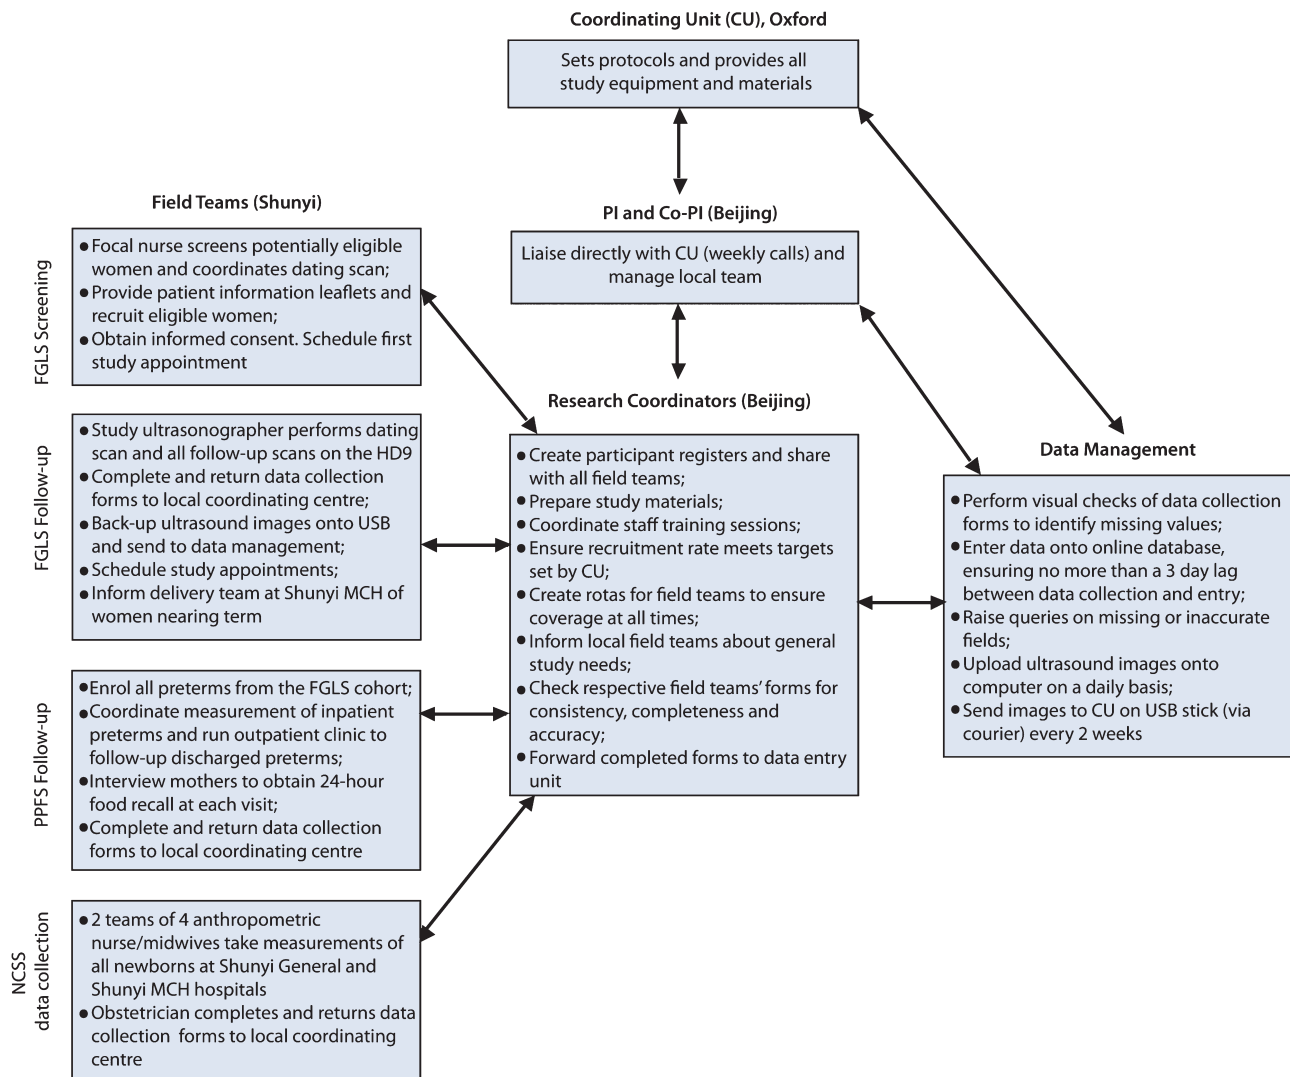 Coordinating Unit (CU), Oxford
Sets protocols and provides all
study equipment and materials
PI and Co-PI (Beijing)
Liaise directly with CU (weekly calls) and
manage local team
Field Teams (Shunyi)
FGLS Screening
●Focal nurse screens potentially eligible
women and coordinates dating scan;
●Provide patient information leaflets and
recruit eligible women;
●Obtain informed consent. Schedule first
study appointment
FGLS Follow-up
●Study ultrasonographer performs dating
scan and all follow-up scans on the HD9
●Complete and return data collection
forms to local coordinating centre;
●Back-up ultrasound images onto USB
and send to data management;
●Schedule study appointments;
●Inform delivery team at Shunyi MCH of
women nearing term
PPFS Follow-up
●Enrol all preterms from the FGLS cohort;
●Coordinate measurement of inpatient
preterms and run outpatient clinic to
follow-up discharged preterms;
●Interview mothers to obtain 24-hour
food recall at each visit;
●Complete and return data collection
forms to local coordinating centre
NCSS
data collection
●2 teams of 4 anthropometric
nurse/midwives take measurements of
all newborns at Shunyi General and
Shunyi MCH hospitals
●Obstetrician completes and returns data
collection forms to local coordinating
centre
Research Coordinators (Beijing)
●Create participant registers and share
with all field teams;
●Prepare study materials;
●Coordinate staff training sessions;
●Ensure recruitment rate meets targets
set by CU;
●Create rotas for field teams to ensure
coverage at all times;
●Inform local field teams about general
study needs;
●Check respective field teams' forms for
consistency, completeness and
accuracy;
●Forward completed forms to data entry
unit
Data Management
●Perform visual checks of data collection
forms to identify missing values;
●Enter data onto online database,
ensuring no more than a 3 day lag
between data collection and entry;
●Raise queries on missing or inaccurate
fields;
●Upload ultrasound images onto
computer on a daily basis;
●Send images to CU on USB stick (via
courier) every 2 weeks